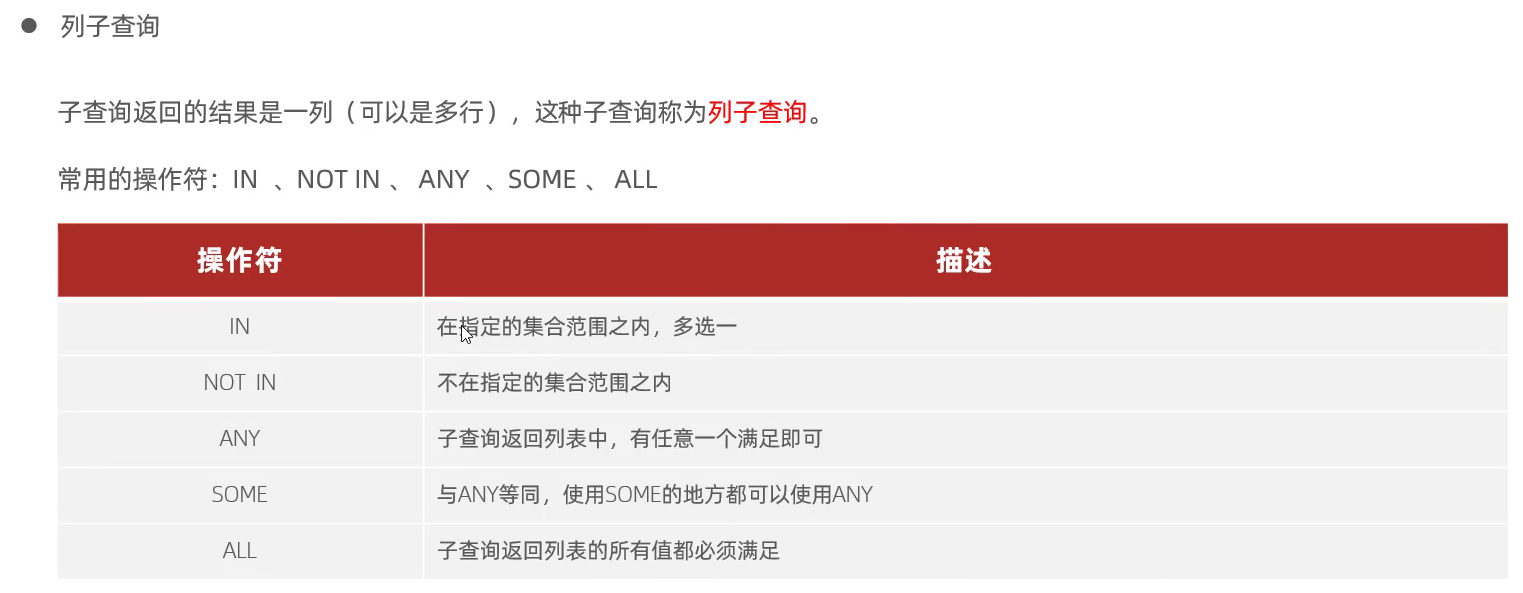 ● 列子查询
子查询返回的结果是一列（可以是多行），这种子查询称为列子查询。
常用的操作符：IN 、NOT IN 、 ANY 、SOME 、 ALL
操作符 描述
IN 在指定的集合范围之内，多选一
NOT IN 不在指定的集合范围之内
ANY 子查询返回列表中，有任意一个满足即可
SOME 与ANY等同，使用SOME的地方都可以使用ANY
ALL 子查询返回列表的所有值都必须满足